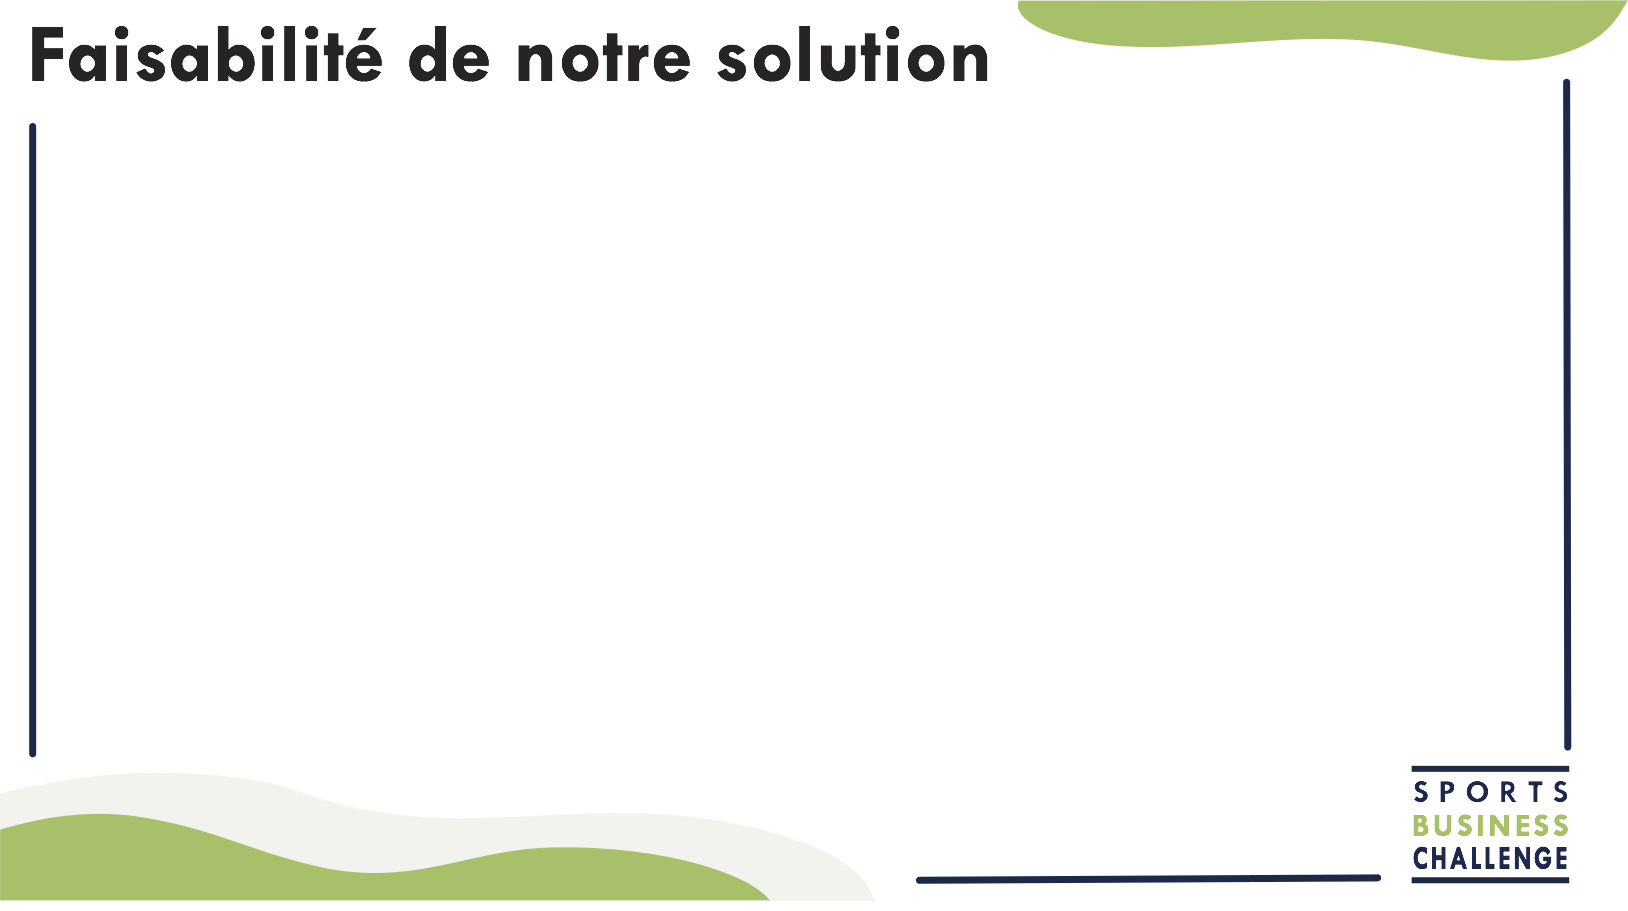 Faisabilité de notre solution
SPORTS
BUSINESS
CHALLENGE